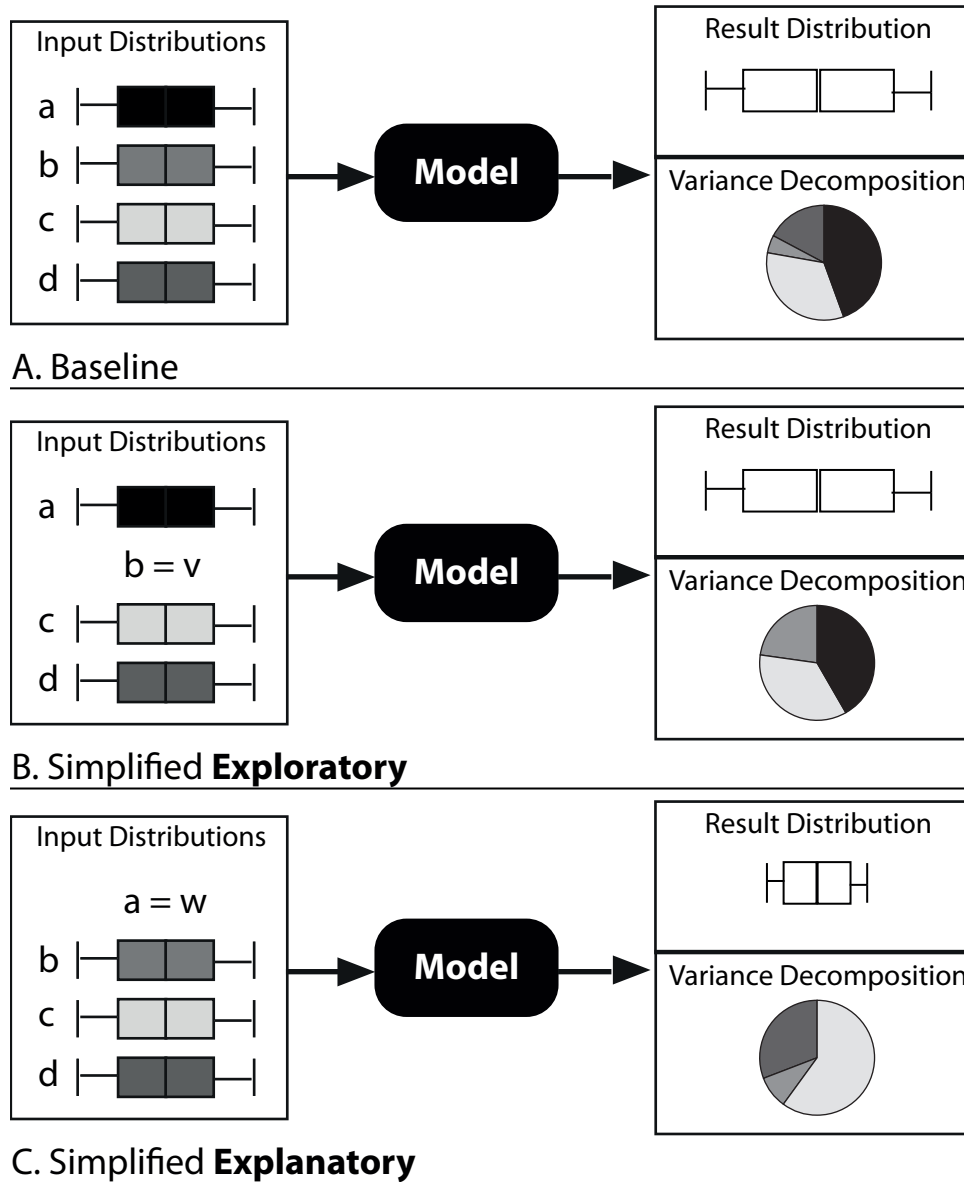 Input Distributions
a
b
c
d
Model
Result Distribution
Variance Decomposition
A. Baseline
Input Distributions
a
b = v
c
d
Model
Result Distribution
Variance Decomposition
B. Simplified Exploratory
Input Distributions
a = w
b
c
d
Model
Result Distribution
Variance Decomposition
C. Simplified Explanatory